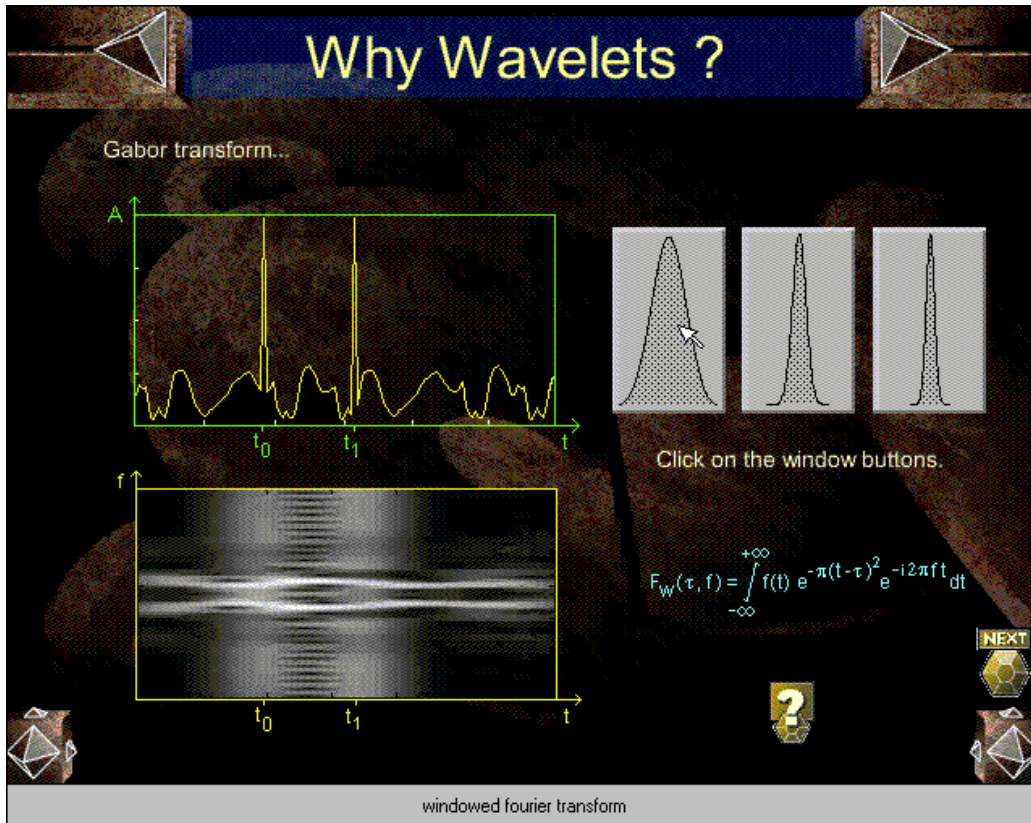 Why Wavelets ?
Gabor transform...
A
t₀ t₁ t
Click on the window buttons.
f
F_W(τ, f) = ∫_{-∞}^{+∞} f(t) e^{-π(t-τ)²} e^{-i2πft} dt
NEXT
?
t₀ t₁ t
windowed fourier transform